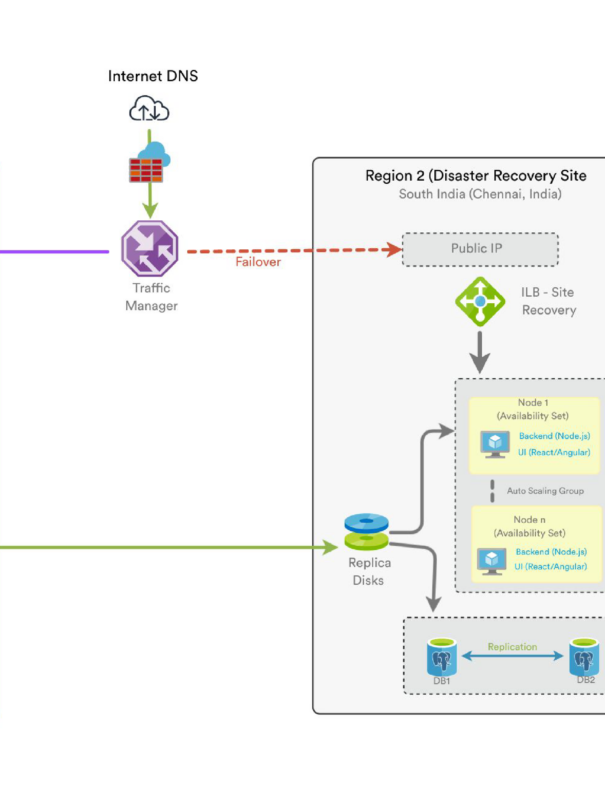 Internet DNS
Traffic
Manager
Failover
Region 2 (Disaster Recovery Site
South India (Chennai, India)
Public IP
ILB - Site
Recovery
Node 1
(Availability Set)
Backend (Node.js)
UI (React/Angular)
Auto Scaling Group
Node n
(Availability Set)
Backend (Node.js)
UI (React/Angular)
Replica
Disks
Replication
DB1
DB2